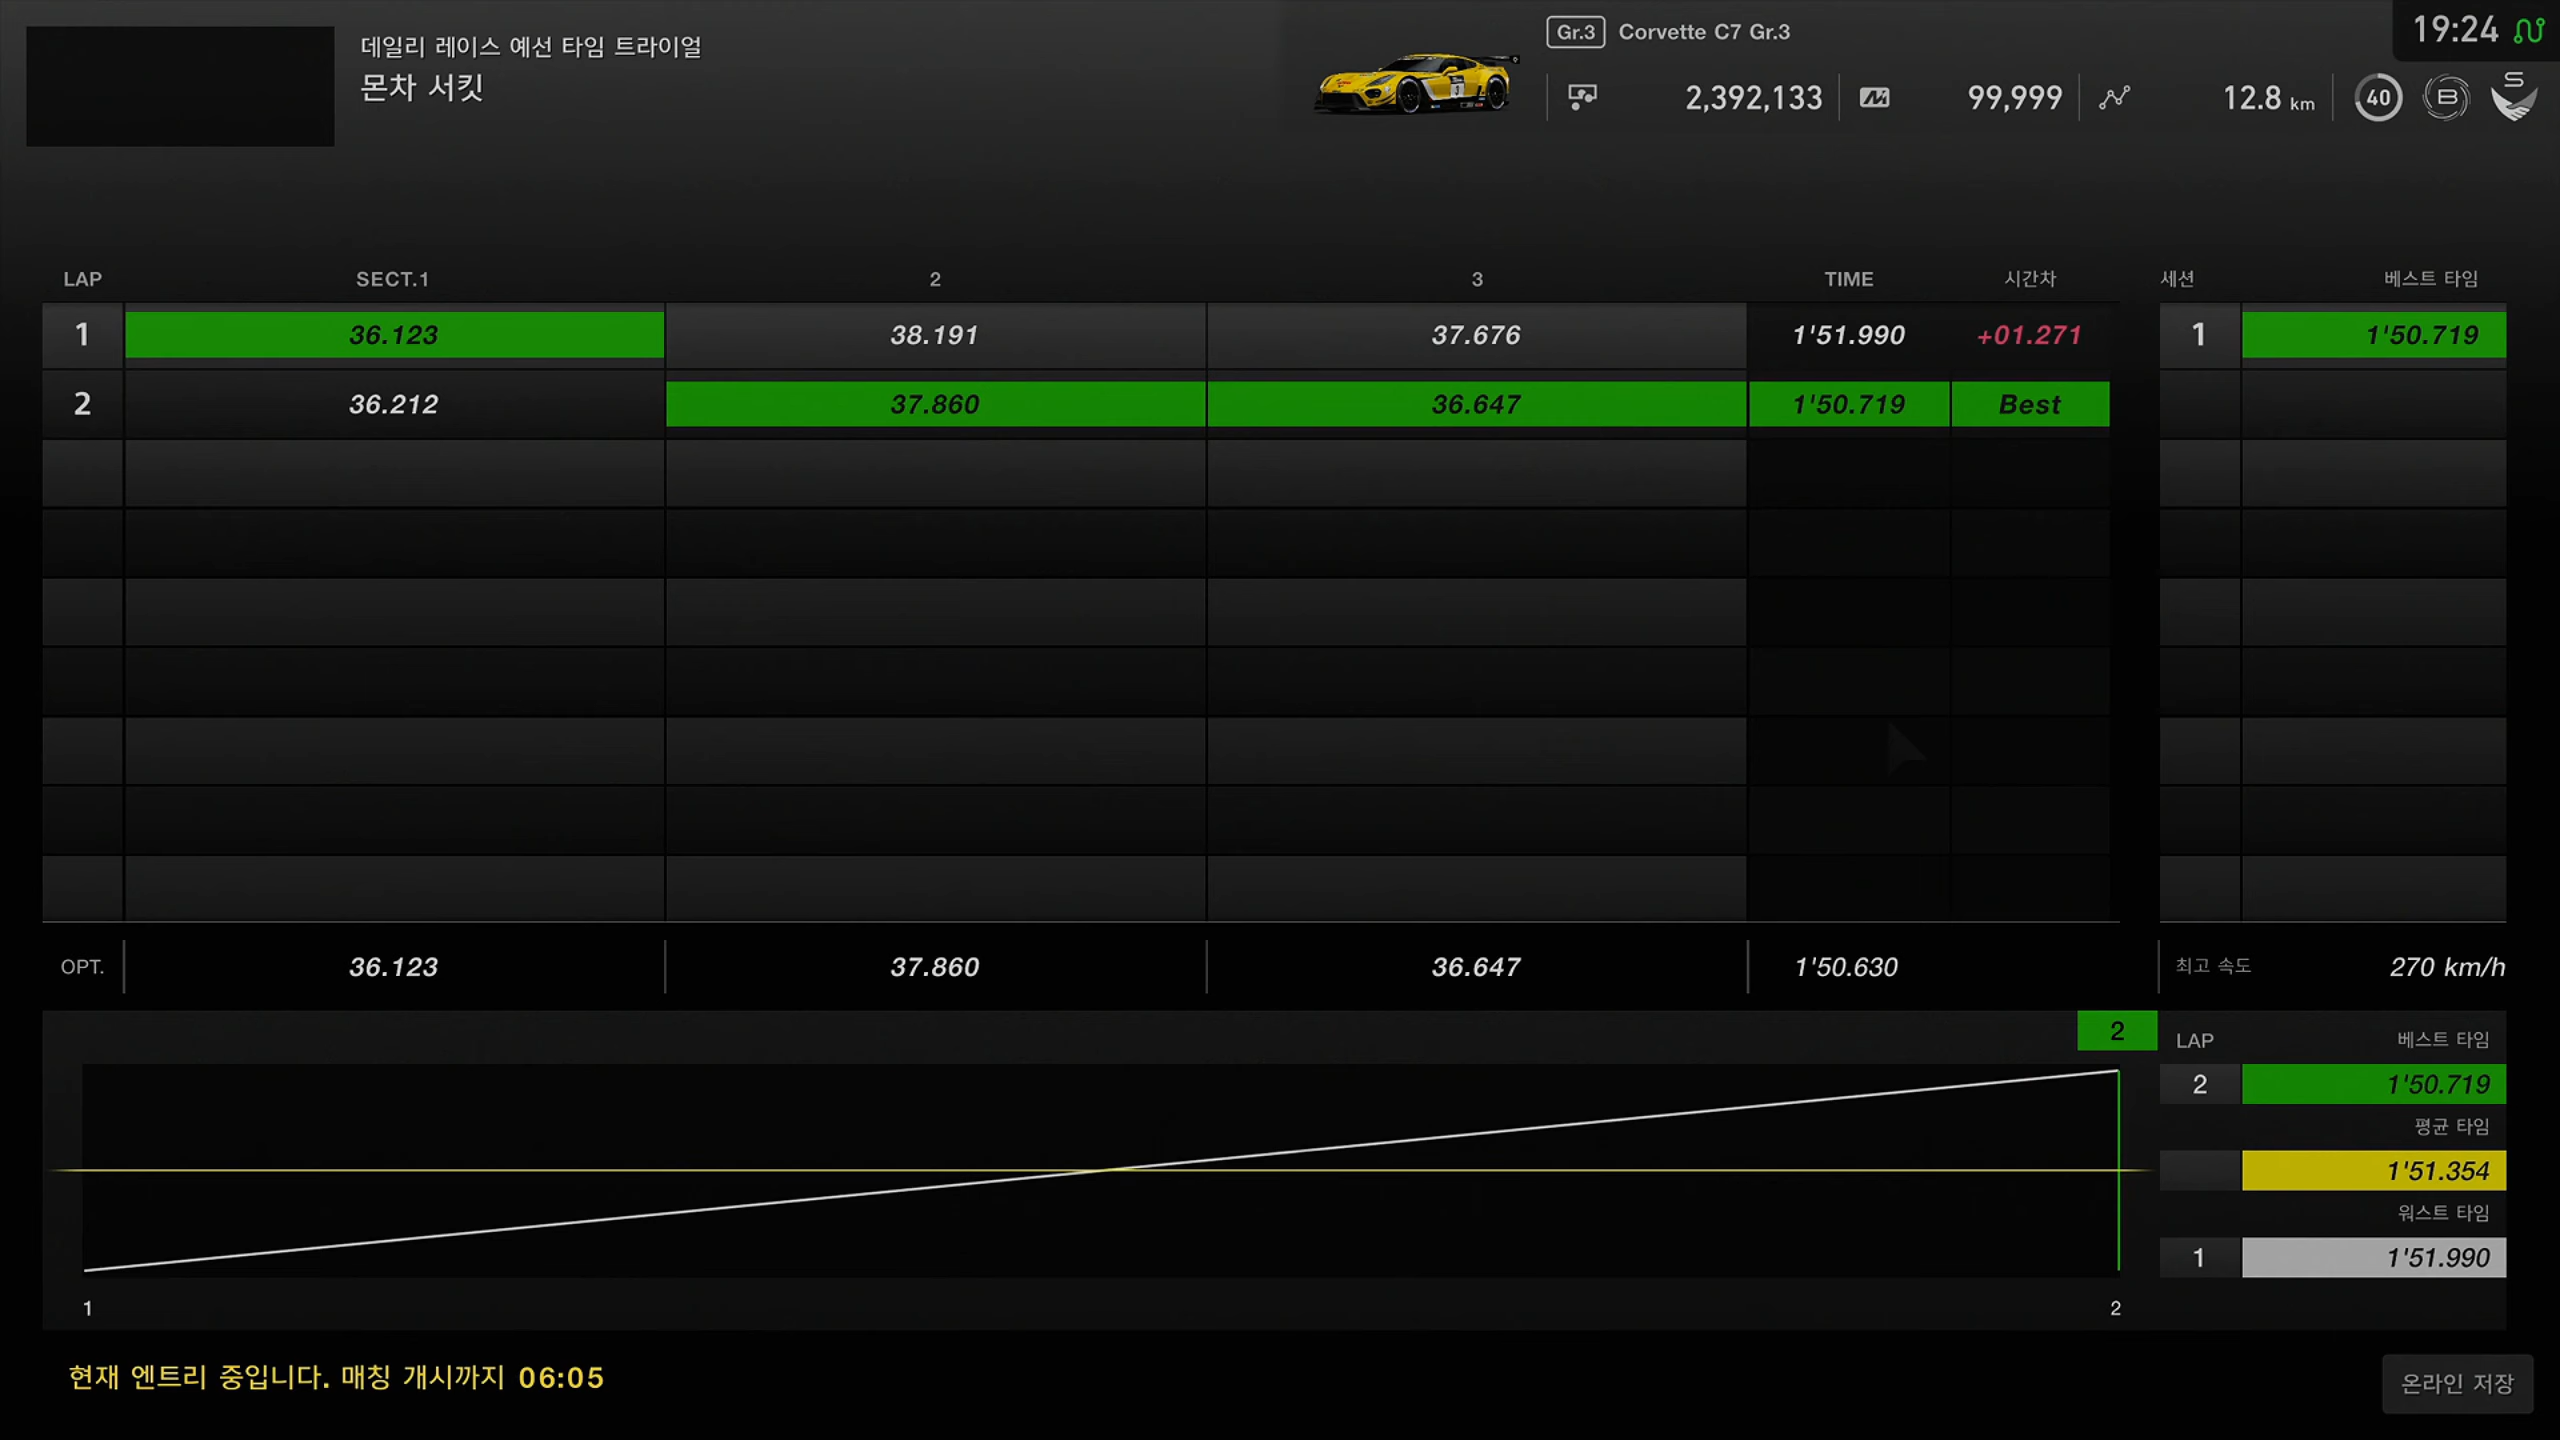 데일리 레이스 예선 타임 트라이얼
몬차 서킷
Gr.3 Corvette C7 Gr.3
19:24
2,392,133 99,999 12.8 km 40 B S
LAP SECT.1 2 3 TIME 시간차 세션 베스트 타임
1 36.123 38.191 37.676 1'51.990 +01.271 1 1'50.719
2 36.212 37.860 36.647 1'50.719 Best
OPT. 36.123 37.860 36.647 1'50.630 최고 속도 270 km/h
2 LAP 베스트 타임
2 1'50.719
평균 타임
1'51.354
워스트 타임
1 1'51.990
1 2
현재 엔트리 중입니다. 매칭 개시까지 06:05
온라인 저장